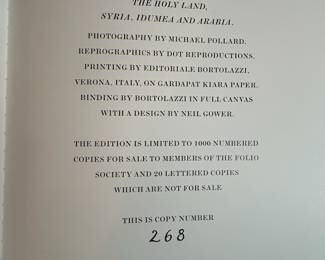 THE HOLY LAND,
SYRIA, IDUMEA AND ARABIA.
PHOTOGRAPHY BY MICHAEL POLLARD.
REPROGRAPHICS BY DOT REPRODUCTIONS.
PRINTING BY EDITORIALE BORTOLAZZI,
VERONA, ITALY, ON GARDAPAT KIARA PAPER.
BINDING BY BORTOLAZZI IN FULL CANVAS
WITH A DESIGN BY NEIL GOWER.
THE EDITION IS LIMITED TO 1000 NUMBERED
COPIES FOR SALE TO MEMBERS OF THE FOLIO
SOCIETY AND 20 LETTERED COPIES
WHICH ARE NOT FOR SALE
THIS IS COPY NUMBER
268